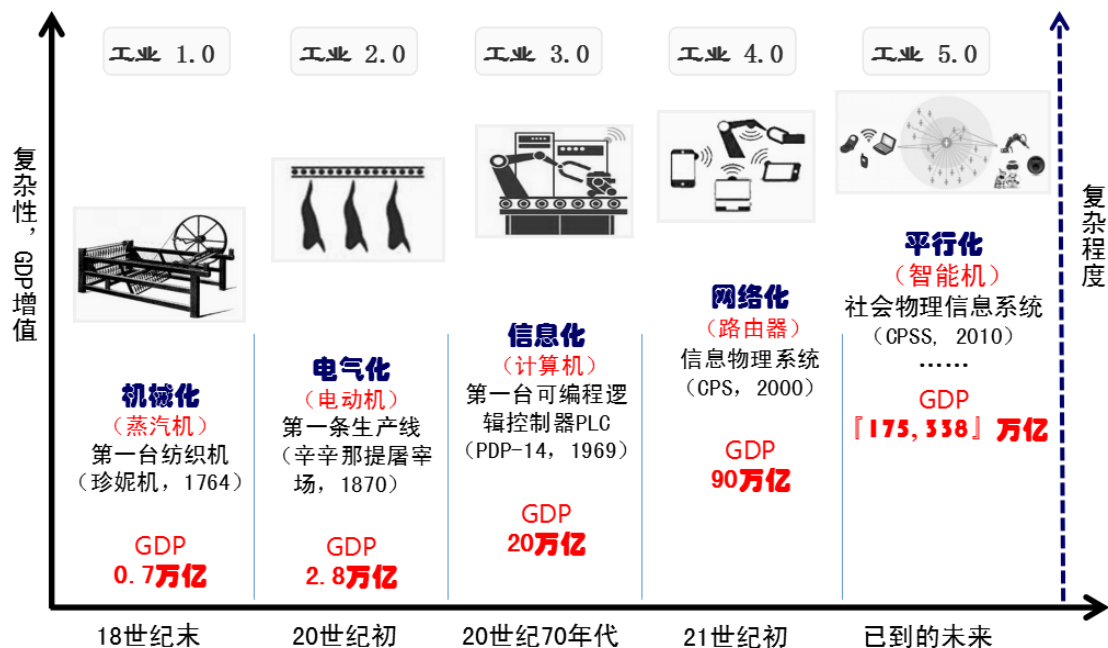 工业 1.0
工业 2.0
工业 3.0
工业 4.0
工业 5.0
复杂性，GDP增值
复杂程度
机械化
（蒸汽机）
第一台纺织机
（珍妮机，1764）
GDP
0.7万亿
电气化
（电动机）
第一条生产线
（辛辛那提屠宰
场，1870）
GDP
2.8万亿
信息化
（计算机）
第一台可编程逻
辑控制器PLC
（PDP-14，1969）
GDP
20万亿
网络化
（路由器）
信息物理系统
（CPS，2000）
GDP
90万亿
平行化
（智能机）
社会物理信息系统
（CPSS，2010）
……
GDP
『175,338』万亿
18世纪末
20世纪初
20世纪70年代
21世纪初
已到的未来